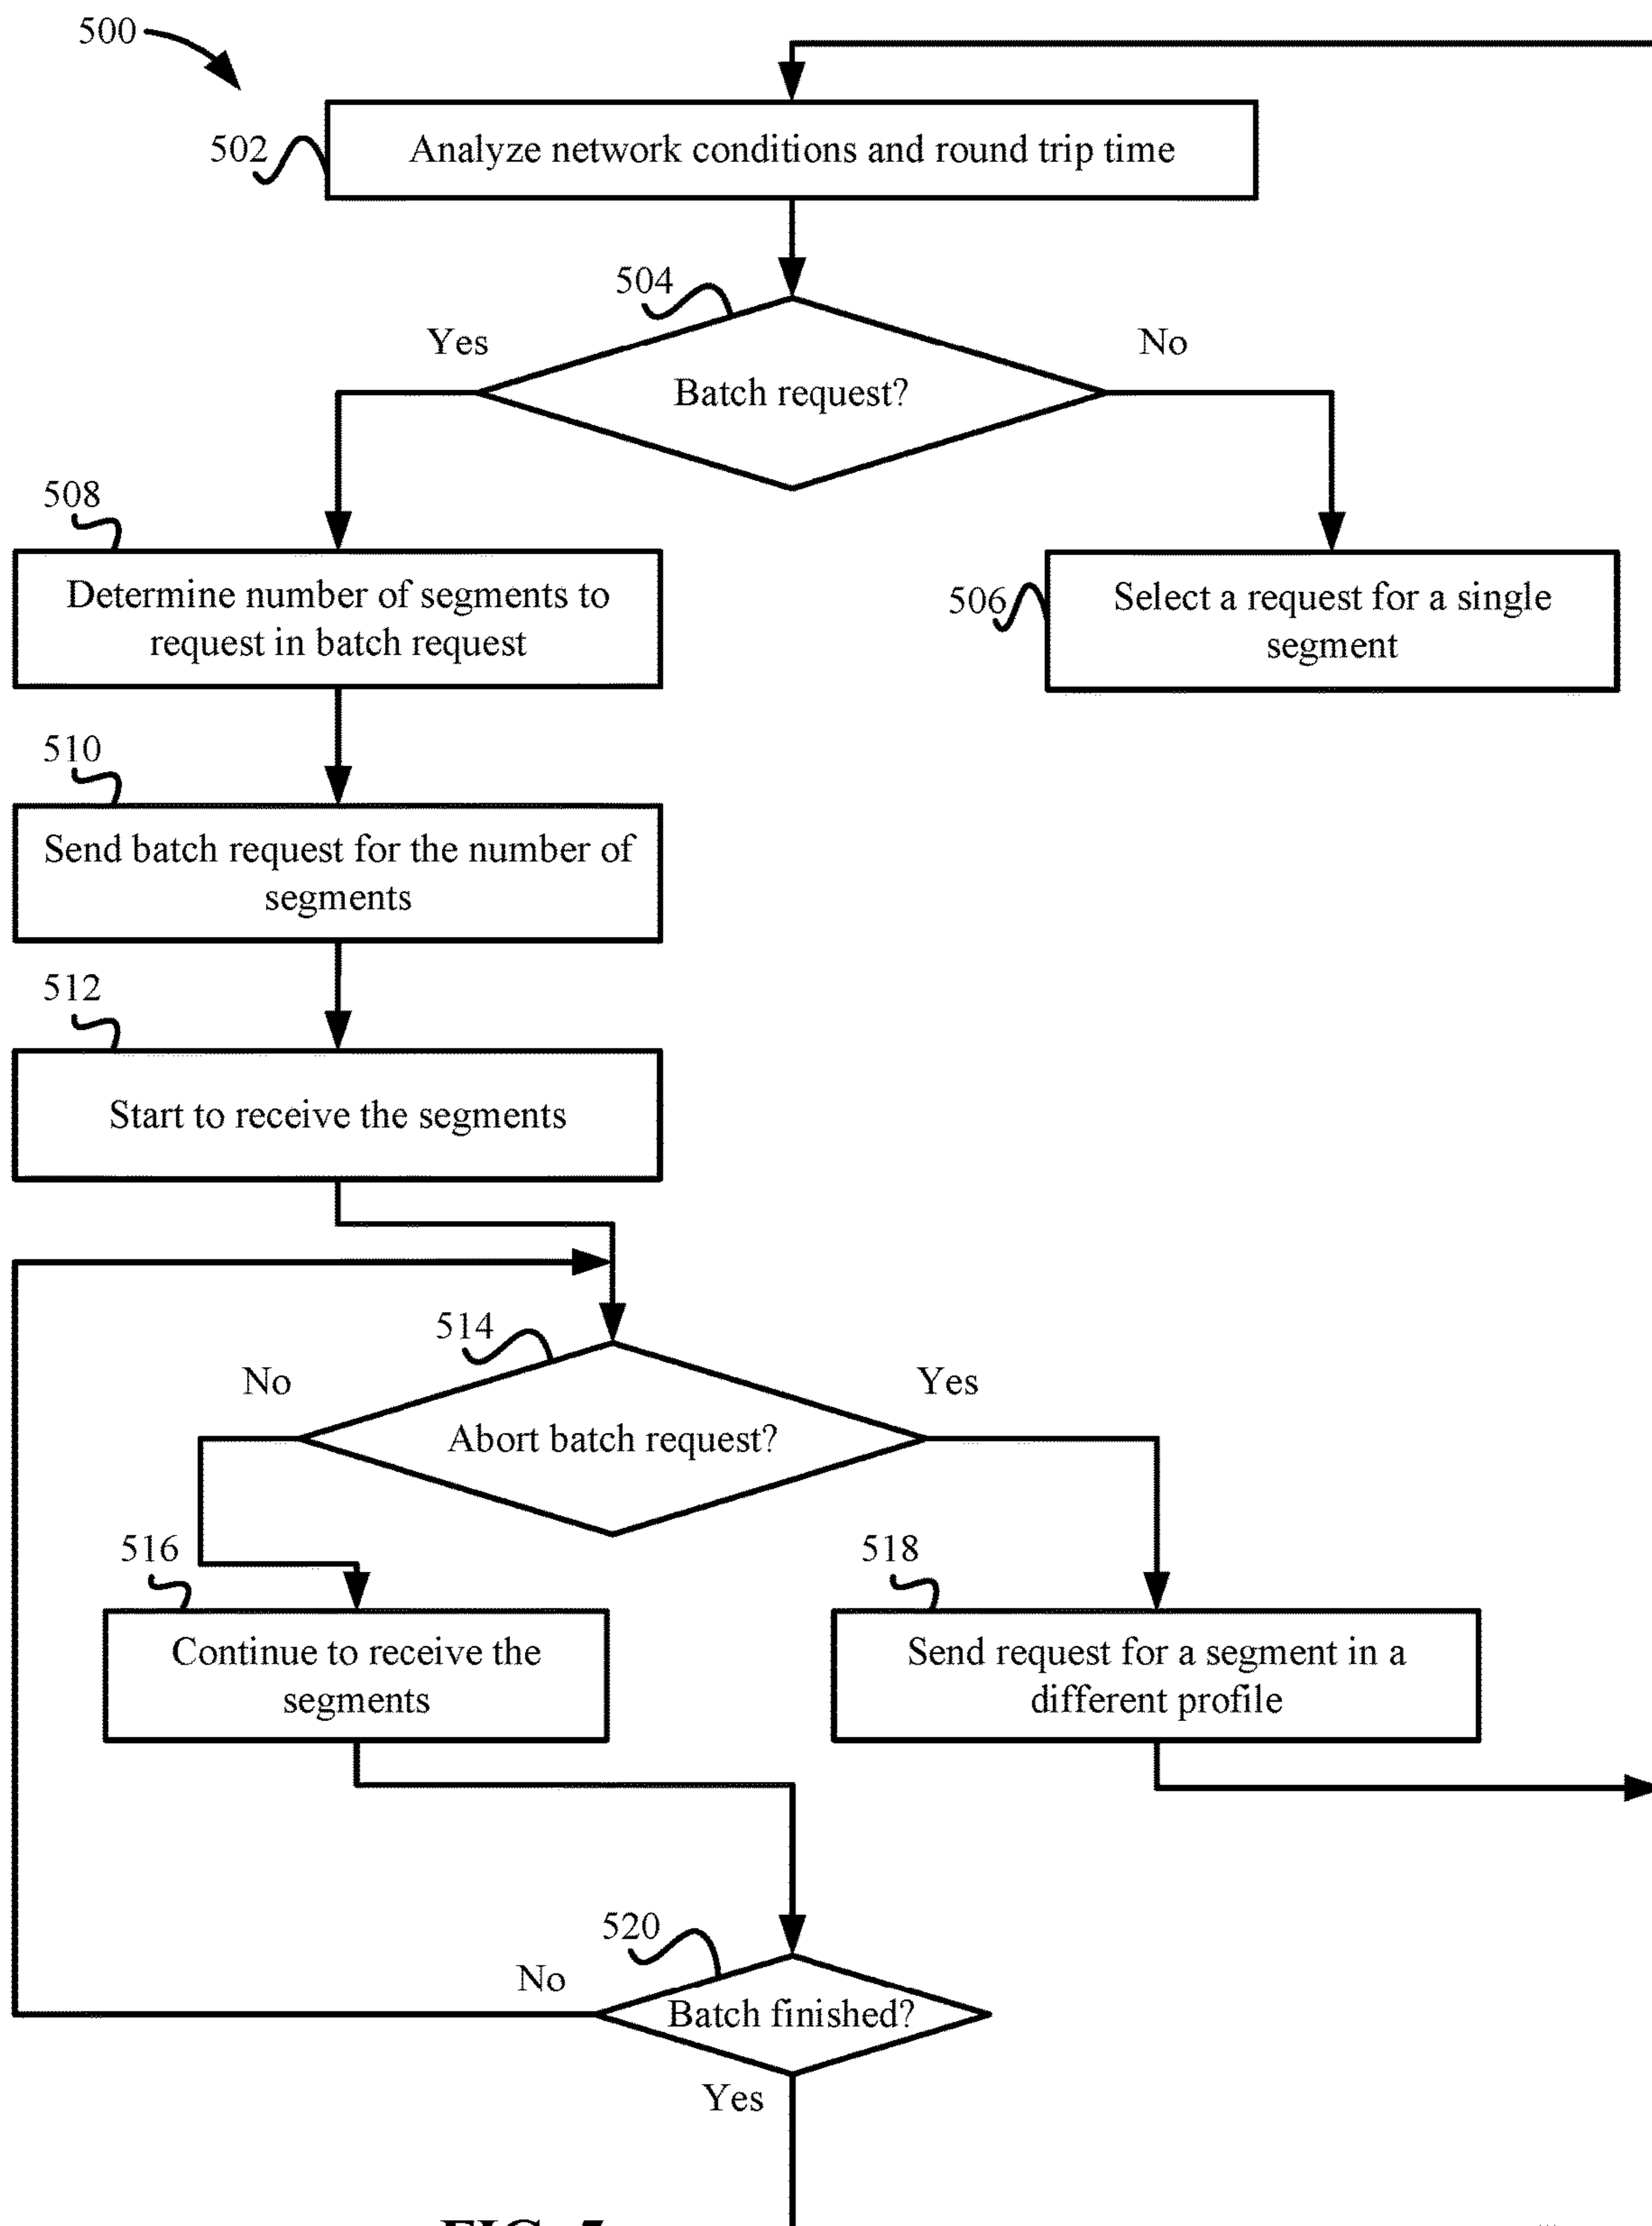 500
502
Analyze network conditions and round trip time
504
Yes
No
Batch request?
508
Determine number of segments to
request in batch request
506
Select a request for a single
segment
510
Send batch request for the number of
segments
512
Start to receive the segments
514
No
Yes
Abort batch request?
516
Continue to receive the
segments
518
Send request for a segment in a
different profile
520
No
Batch finished?
Yes
FIG. 5